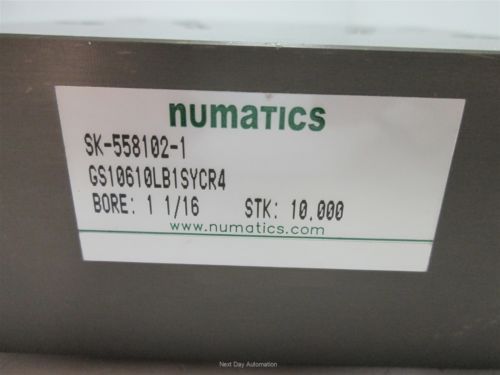 numatics
SK-558102-1
GS10610LB1SYCR4
BORE: 1 1/16 STK: 10.000
www.numatics.com
Next Day Automation